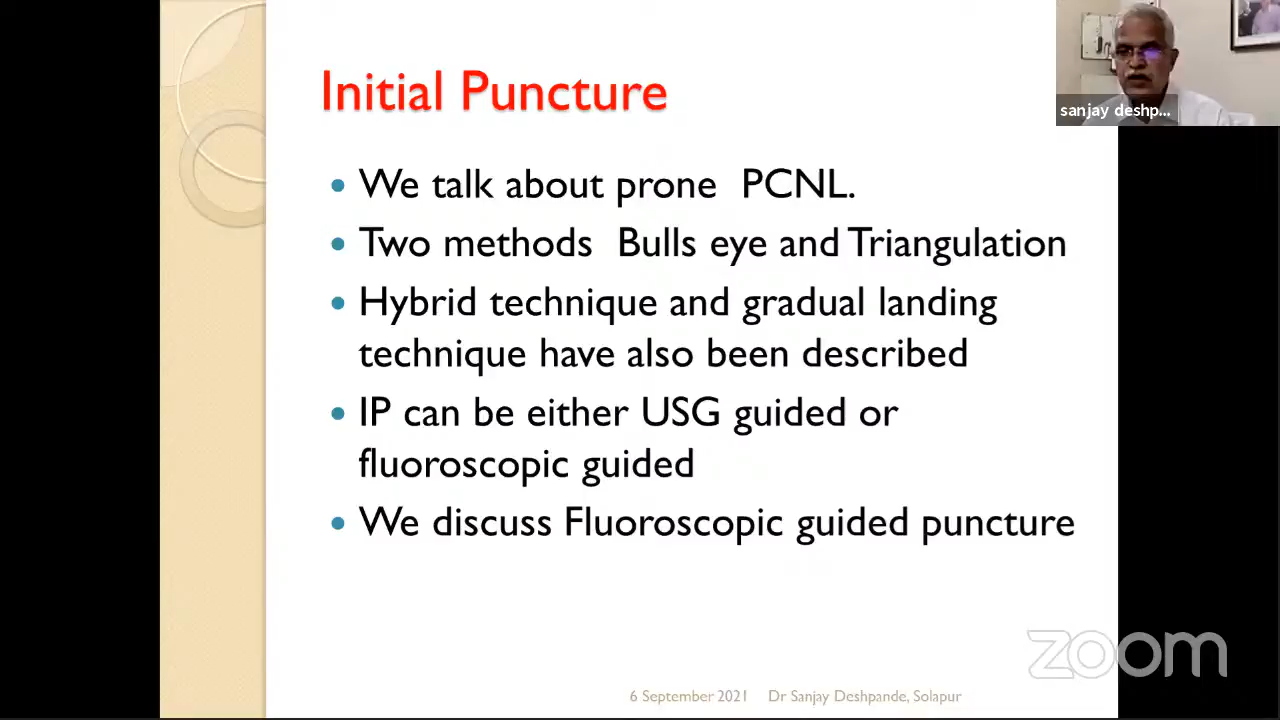 Initial Puncture
sanjay deshp...
We talk about prone PCNL.
Two methods Bulls eye and Triangulation
Hybrid technique and gradual landing
technique have also been described
IP can be either USG guided or
fluoroscopic guided
We discuss Fluoroscopic guided puncture
zoom
6 September 2021 Dr Sanjay Deshpande, Solapur